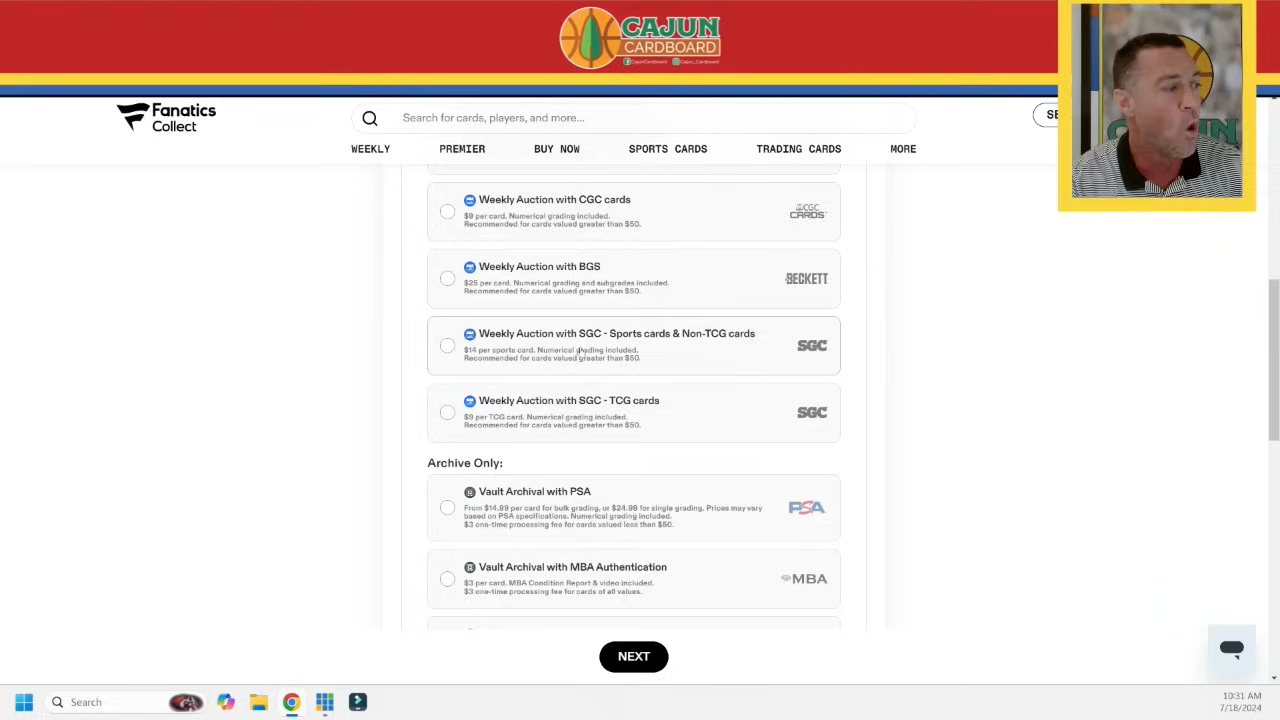 CAJUN
CARDBOARD
CajunCardboard Cajun_Cardboard
Fanatics
Collect
Search for cards, players, and more...
SE
WEEKLY PREMIER BUY NOW SPORTS CARDS TRADING CARDS MORE
Weekly Auction with CGC cards
$9 per card. Numerical grading included.
Recommended for cards valued greater than $50.
CGC
CARDS
Weekly Auction with BGS
$25 per card. Numerical grading and subgrades included.
Recommended for cards valued greater than $50.
BECKETT
Weekly Auction with SGC - Sports cards & Non-TCG cards
$14 per sports card. Numerical grading included.
Recommended for cards valued greater than $50.
SGC
Weekly Auction with SGC - TCG cards
$9 per TCG card. Numerical grading included.
Recommended for cards valued greater than $50.
SGC
Archive Only:
Vault Archival with PSA
From $14.99 per card for bulk grading, or $24.99 for single grading. Prices may vary
based on PSA specifications. Numerical grading included.
$3 one-time processing fee for cards valued less than $50.
PSA
Vault Archival with MBA Authentication
$3 per card. MBA Condition Report & video included.
$3 one-time processing fee for cards of all values.
MBA
NEXT
Search
10:31 AM
7/18/2024